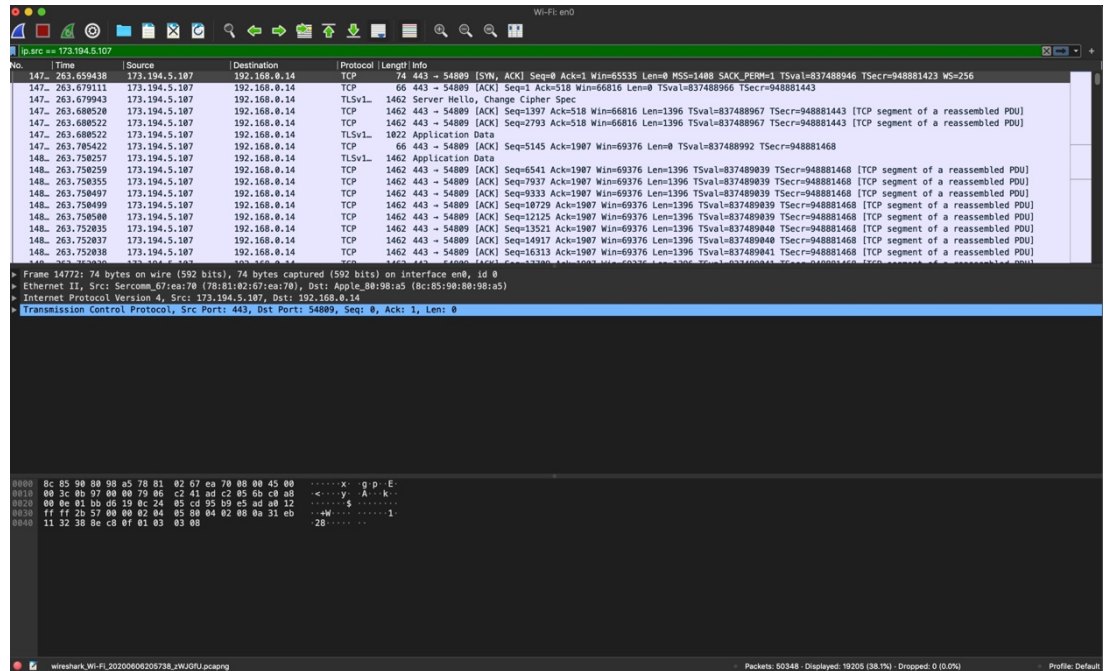 Wi-Fi: en0
ip.src == 173.194.5.107
No. Time Source Destination Protocol Length Info
147… 263.659438 173.194.5.107 192.168.0.14 TCP 74 443 → 54809 [SYN, ACK] Seq=0 Ack=1 Win=65535 Len=0 MSS=1408 SACK_PERM=1 TSval=837488946 TSecr=948881423 WS=256
147… 263.679111 173.194.5.107 192.168.0.14 TCP 66 443 → 54809 [ACK] Seq=1 Ack=518 Win=66816 Len=0 TSval=837488966 TSecr=948881443
147… 263.679943 173.194.5.107 192.168.0.14 TLSv1… 1462 Server Hello, Change Cipher Spec
147… 263.680520 173.194.5.107 192.168.0.14 TCP 1462 443 → 54809 [ACK] Seq=1397 Ack=518 Win=66816 Len=1396 TSval=837488967 TSecr=948881443 [TCP segment of a reassembled PDU]
147… 263.680522 173.194.5.107 192.168.0.14 TCP 1462 443 → 54809 [ACK] Seq=2793 Ack=518 Win=66816 Len=1396 TSval=837488967 TSecr=948881443 [TCP segment of a reassembled PDU]
147… 263.680522 173.194.5.107 192.168.0.14 TLSv1… 1022 Application Data
147… 263.705422 173.194.5.107 192.168.0.14 TCP 66 443 → 54809 [ACK] Seq=5145 Ack=1907 Win=69376 Len=0 TSval=837488992 TSecr=948881468
148… 263.750257 173.194.5.107 192.168.0.14 TLSv1… 1462 Application Data
148… 263.750259 173.194.5.107 192.168.0.14 TCP 1462 443 → 54809 [ACK] Seq=6541 Ack=1907 Win=69376 Len=1396 TSval=837489039 TSecr=948881468 [TCP segment of a reassembled PDU]
148… 263.750355 173.194.5.107 192.168.0.14 TCP 1462 443 → 54809 [ACK] Seq=7937 Ack=1907 Win=69376 Len=1396 TSval=837489039 TSecr=948881468 [TCP segment of a reassembled PDU]
148… 263.750497 173.194.5.107 192.168.0.14 TCP 1462 443 → 54809 [ACK] Seq=9333 Ack=1907 Win=69376 Len=1396 TSval=837489039 TSecr=948881468 [TCP segment of a reassembled PDU]
148… 263.750499 173.194.5.107 192.168.0.14 TCP 1462 443 → 54809 [ACK] Seq=10729 Ack=1907 Win=69376 Len=1396 TSval=837489039 TSecr=948881468 [TCP segment of a reassembled PDU]
148… 263.750500 173.194.5.107 192.168.0.14 TCP 1462 443 → 54809 [ACK] Seq=12125 Ack=1907 Win=69376 Len=1396 TSval=837489039 TSecr=948881468 [TCP segment of a reassembled PDU]
148… 263.752035 173.194.5.107 192.168.0.14 TCP 1462 443 → 54809 [ACK] Seq=13521 Ack=1907 Win=69376 Len=1396 TSval=837489040 TSecr=948881468 [TCP segment of a reassembled PDU]
148… 263.752037 173.194.5.107 192.168.0.14 TCP 1462 443 → 54809 [ACK] Seq=14917 Ack=1907 Win=69376 Len=1396 TSval=837489040 TSecr=948881468 [TCP segment of a reassembled PDU]
148… 263.752038 173.194.5.107 192.168.0.14 TCP 1462 443 → 54809 [ACK] Seq=16313 Ack=1907 Win=69376 Len=1396 TSval=837489041 TSecr=948881468 [TCP segment of a reassembled PDU]
Frame 14772: 74 bytes on wire (592 bits), 74 bytes captured (592 bits) on interface en0, id 0
Ethernet II, Src: Sercomm_67:ea:70 (78:81:02:67:ea:70), Dst: Apple_80:98:a5 (8c:85:90:80:98:a5)
Internet Protocol Version 4, Src: 173.194.5.107, Dst: 192.168.0.14
Transmission Control Protocol, Src Port: 443, Dst Port: 54809, Seq: 0, Ack: 1, Len: 0
0000 8c 85 90 80 98 a5 78 81 02 67 ea 70 08 00 45 00 ······x· ·g·p··E·
0010 00 3c 0b 97 00 00 79 06 c2 41 ad c2 05 6b c0 a8 ·<····y· ·A···k··
0020 00 0e 01 bb d6 19 0c 24 05 cd 95 b9 e5 ad a0 12 ·······$ ········
0030 ff ff 2b 57 00 00 02 04 05 80 04 02 08 0a 31 eb ··+W···· ······1·
0040 11 32 38 8e c8 0f 01 03 03 08 ·28····· ··
wireshark_Wi-Fi_20200606205738_zWJGfU.pcapng
Packets: 50348 · Displayed: 19205 (38.1%) · Dropped: 0 (0.0%)
Profile: Default